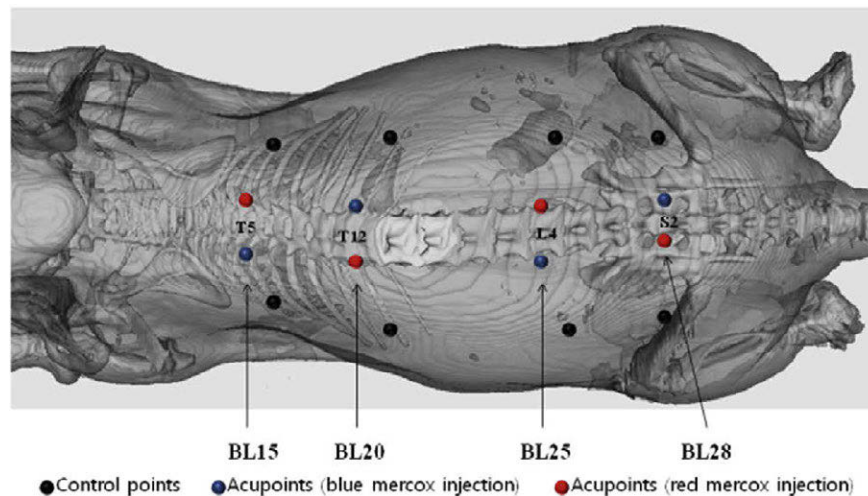 T5 T12 L4 S2
BL15 BL20 BL25 BL28
Control points Acupoints (blue mercox injection) Acupoints (red mercox injection)